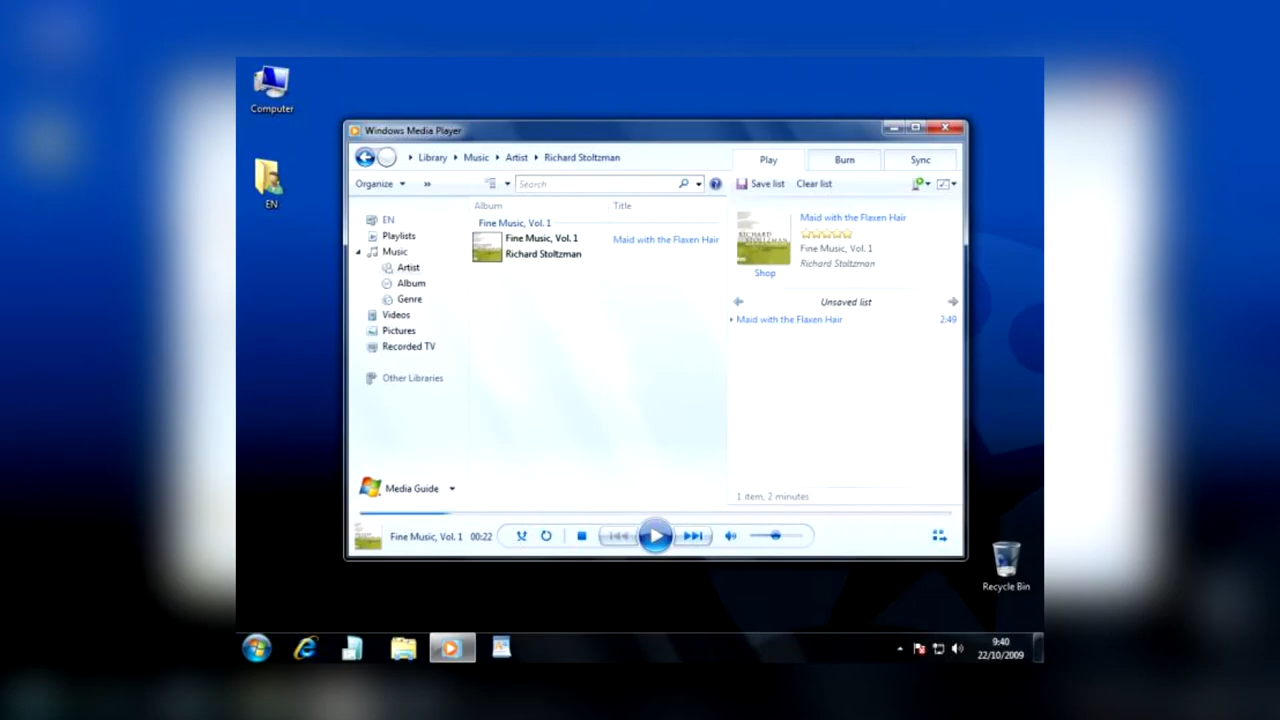 Computer
EN
Windows Media Player
Library Music Artist Richard Stoltzman
Play Burn Sync
Organize » Search
Save list Clear list
EN
Playlists
Music
Artist
Album
Genre
Videos
Pictures
Recorded TV
Other Libraries
Media Guide
Album Title
Fine Music, Vol. 1
Fine Music, Vol. 1 Maid with the Flaxen Hair
Richard Stoltzman
RICHARD
STOLTZMAN
Shop
Maid with the Flaxen Hair
Fine Music, Vol. 1
Richard Stoltzman
Unsaved list
Maid with the Flaxen Hair 2:49
1 item, 2 minutes
Fine Music, Vol. 1 00:22
Recycle Bin
9:40
22/10/2009